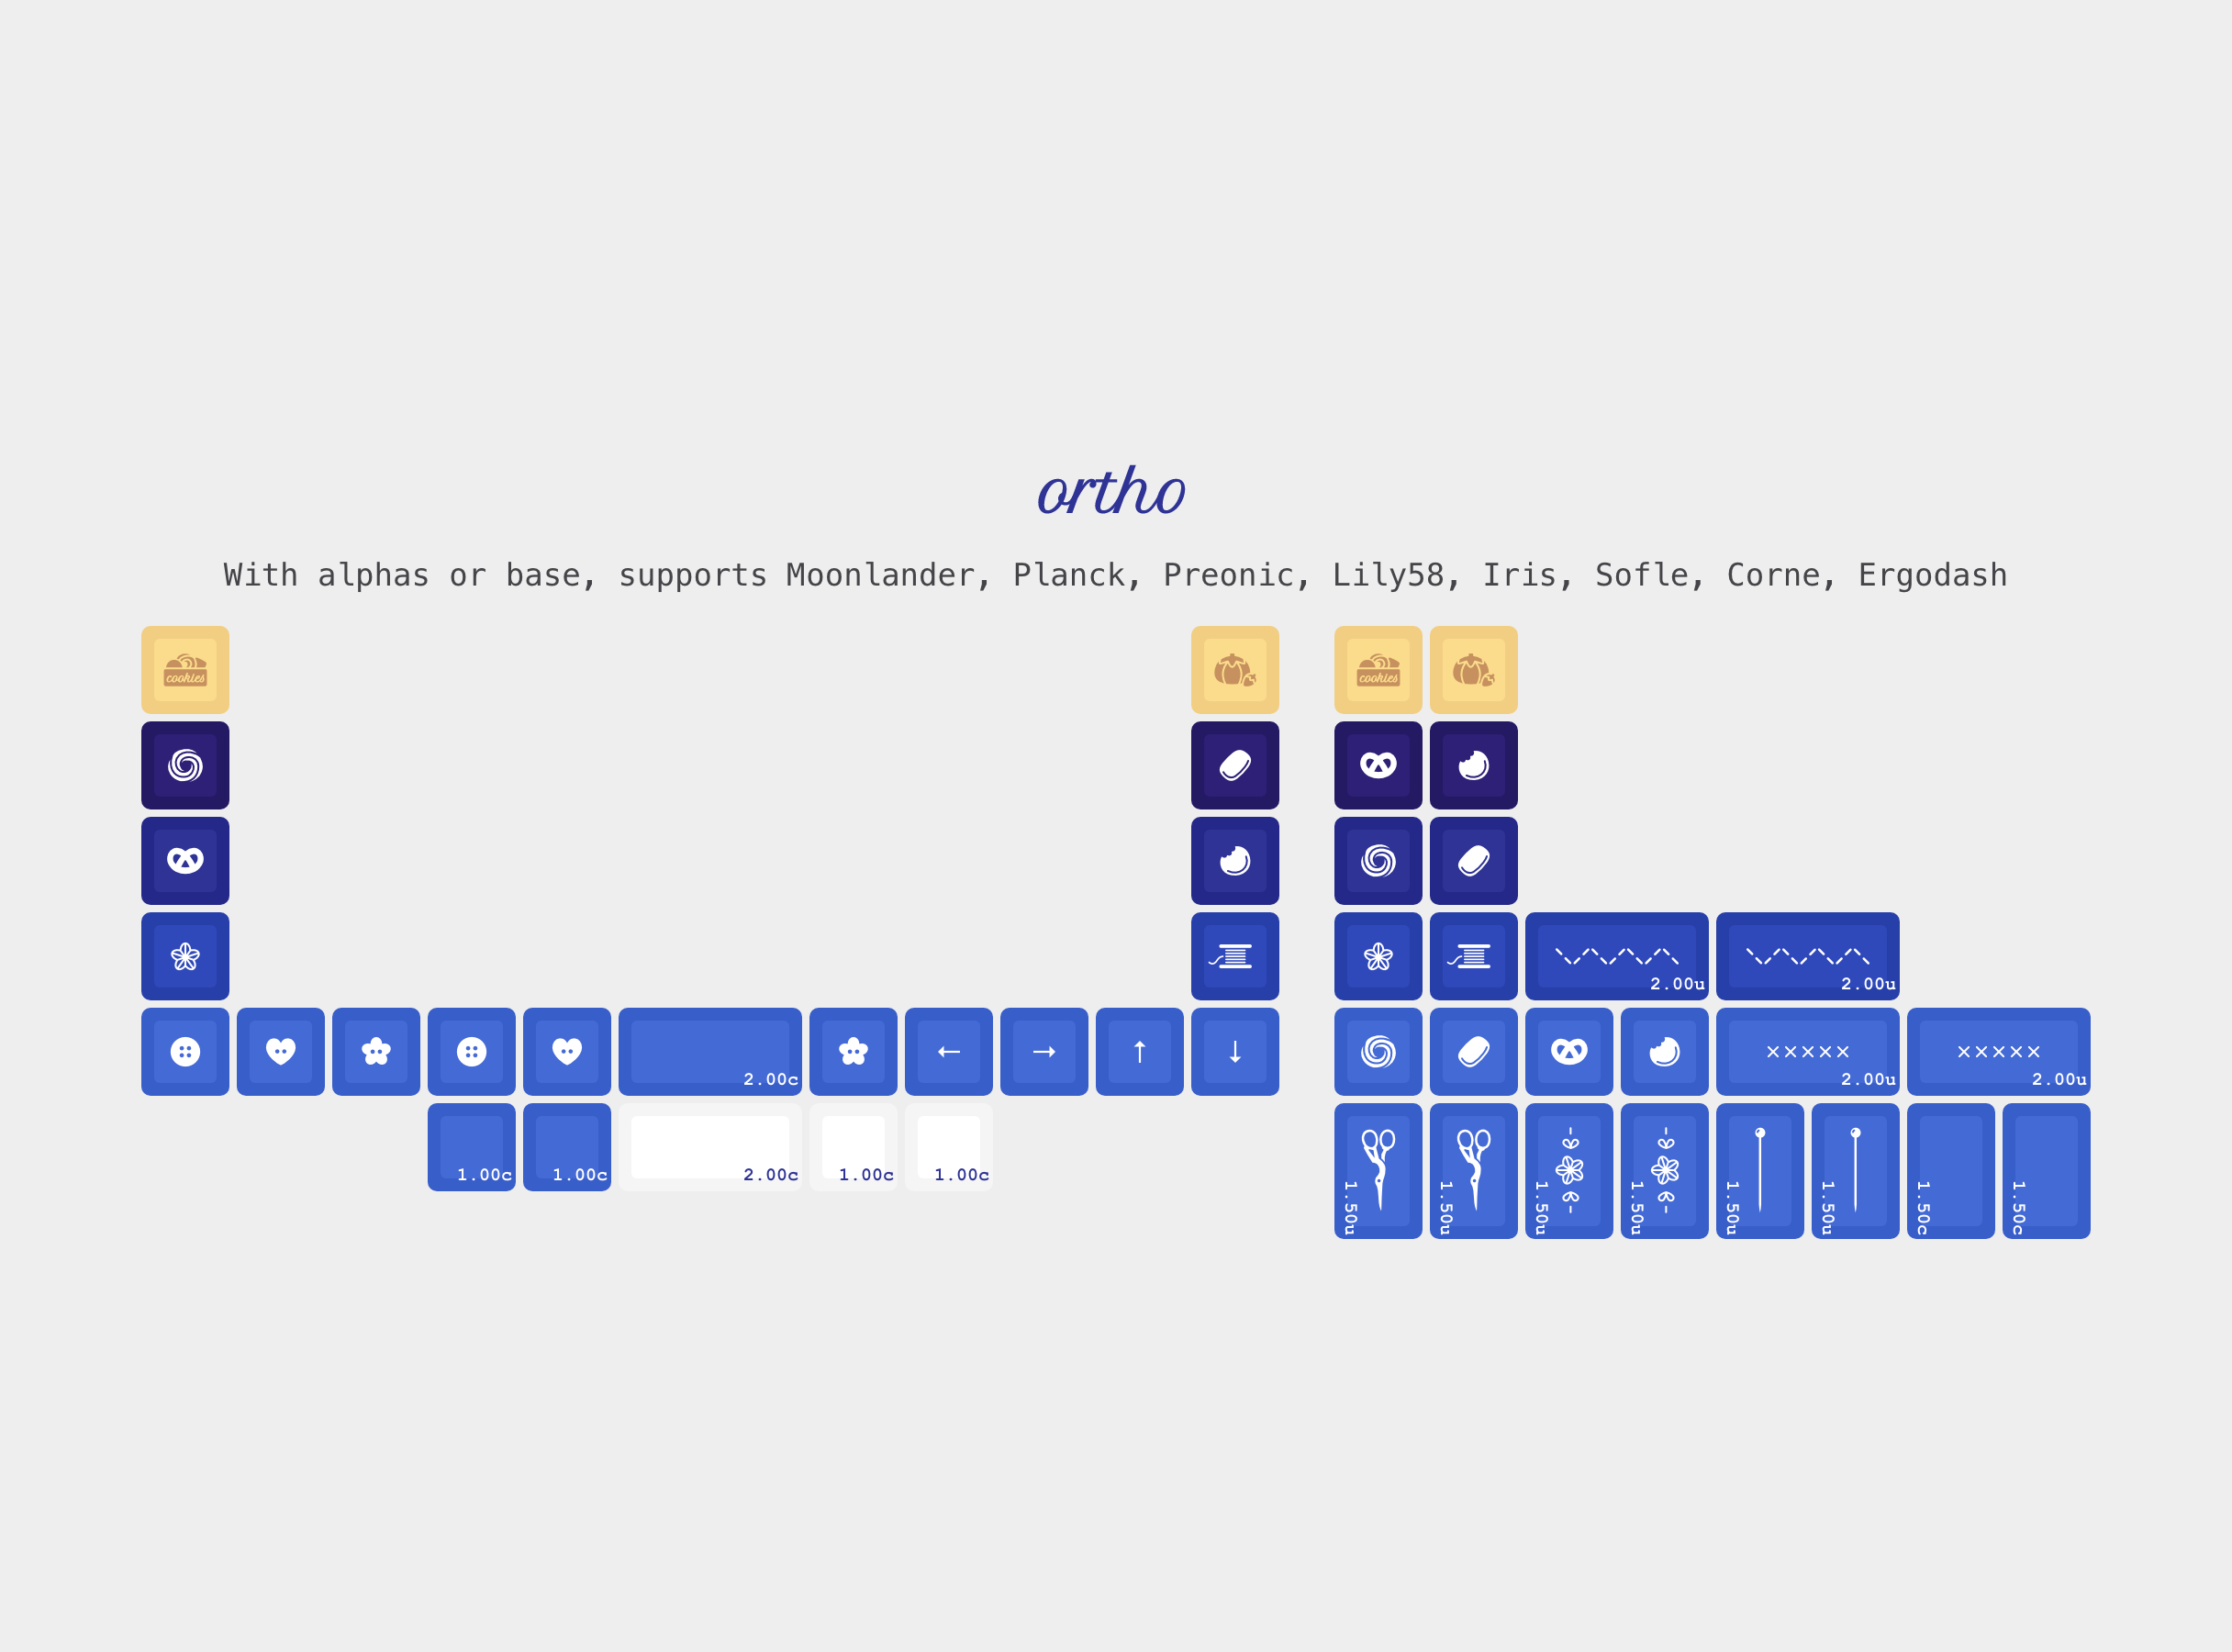 ortho
With alphas or base, supports Moonlander, Planck, Preonic, Lily58, Iris, Sofle, Corne, Ergodash
cookies
cookies
2.00u 2.00u
2.00c ← → ↑ ↓ ××××× 2.00u ××××× 2.00u
1.00c 1.00c 2.00c 1.00c 1.00c
1.50u 1.50u 1.50u 1.50u 1.50u 1.50u 1.50c 1.50c